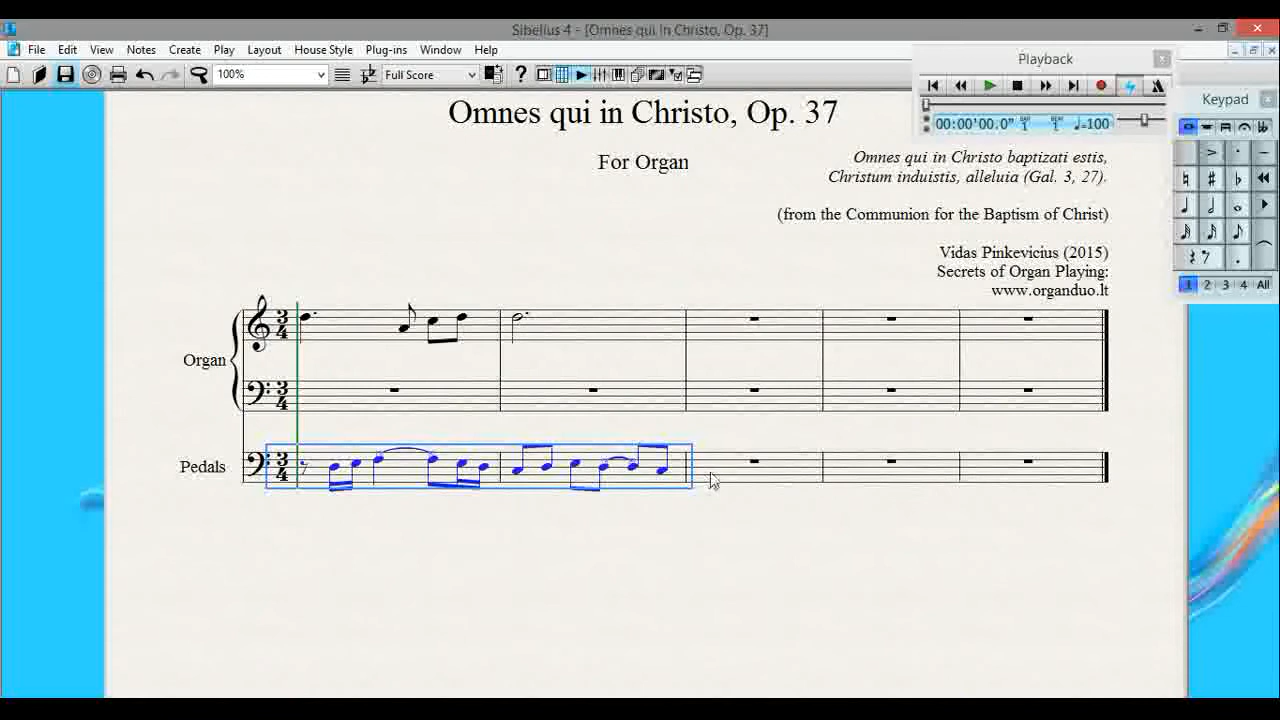 Sibelius 4 - [Omnes qui in Christo, Op. 37]
File Edit View Notes Create Play Layout House Style Plug-ins Window Help
100% Full Score
Playback
00:00'00.0" BAR 1 BEAT 1 ♩=100
Keypad
1 2 3 4 All
Omnes qui in Christo, Op. 37
For Organ
Omnes qui in Christo baptizati estis,
Christum induistis, alleluia (Gal. 3, 27).
(from the Communion for the Baptism of Christ)
Vidas Pinkevicius (2015)
Secrets of Organ Playing:
www.organduo.lt
Organ
Pedals